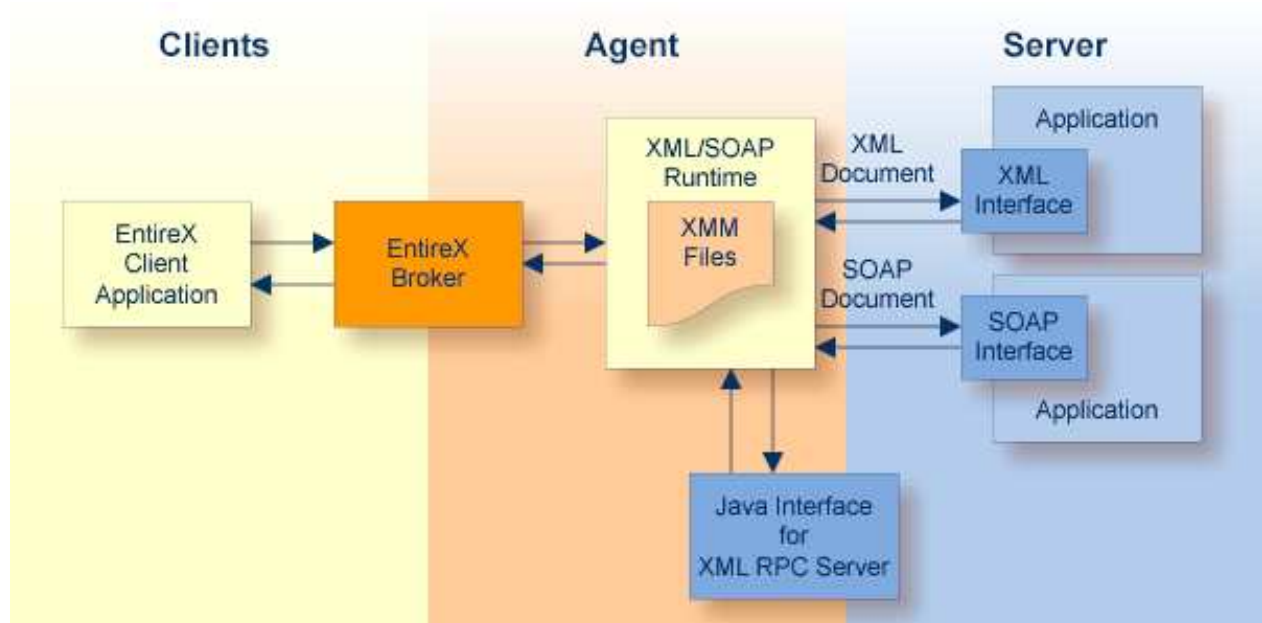 Clients
Agent
Server
EntireX
Client
Application
EntireX
Broker
XML/SOAP
Runtime
XMM
Files
XML
Document
SOAP
Document
Application
XML
Interface
SOAP
Interface
Application
Java Interface
for
XML RPC Server